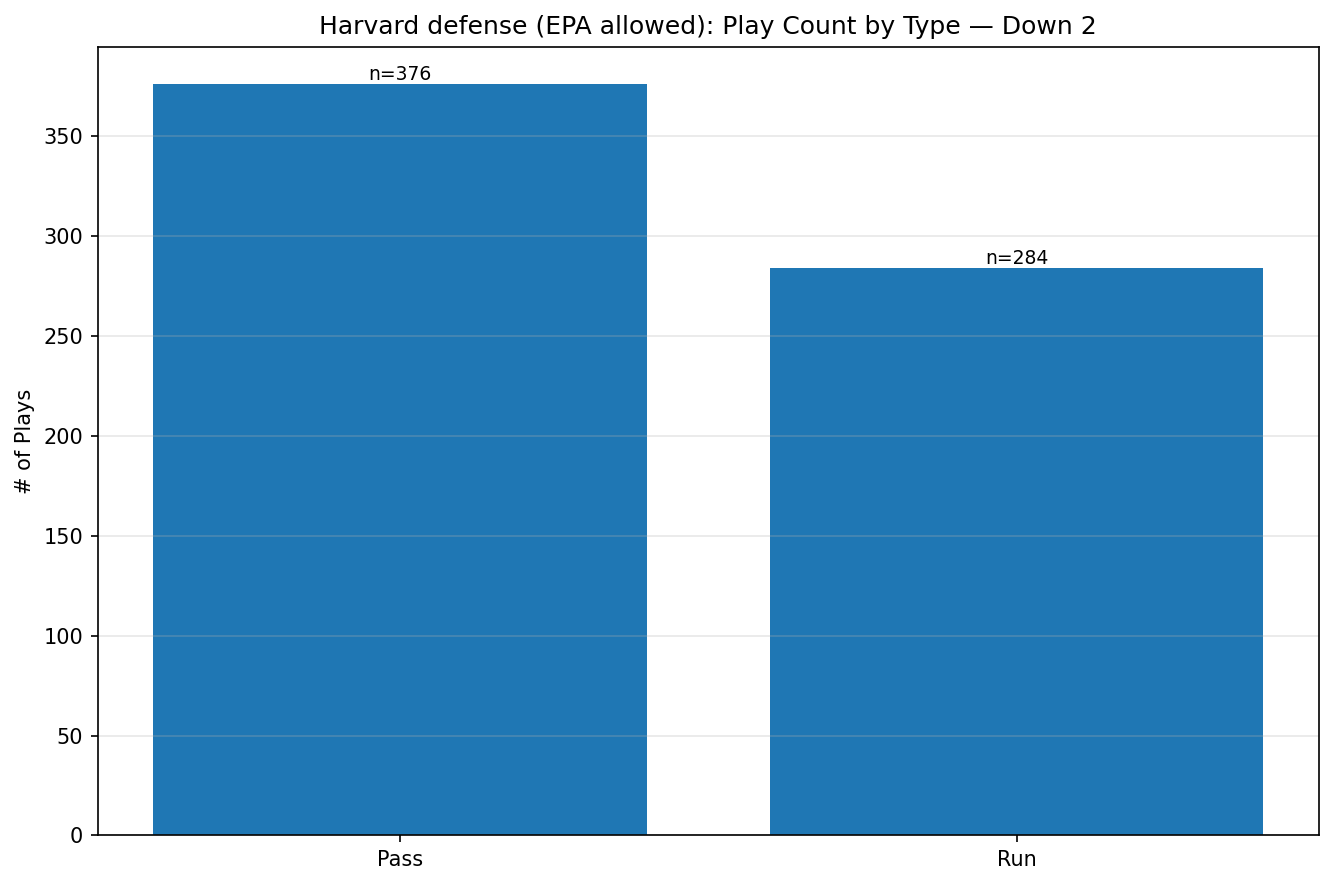 Harvard defense (EPA allowed): Play Count by Type — Down 2
# of Plays
350
300
250
200
150
100
50
0
n=376
n=284
Pass
Run